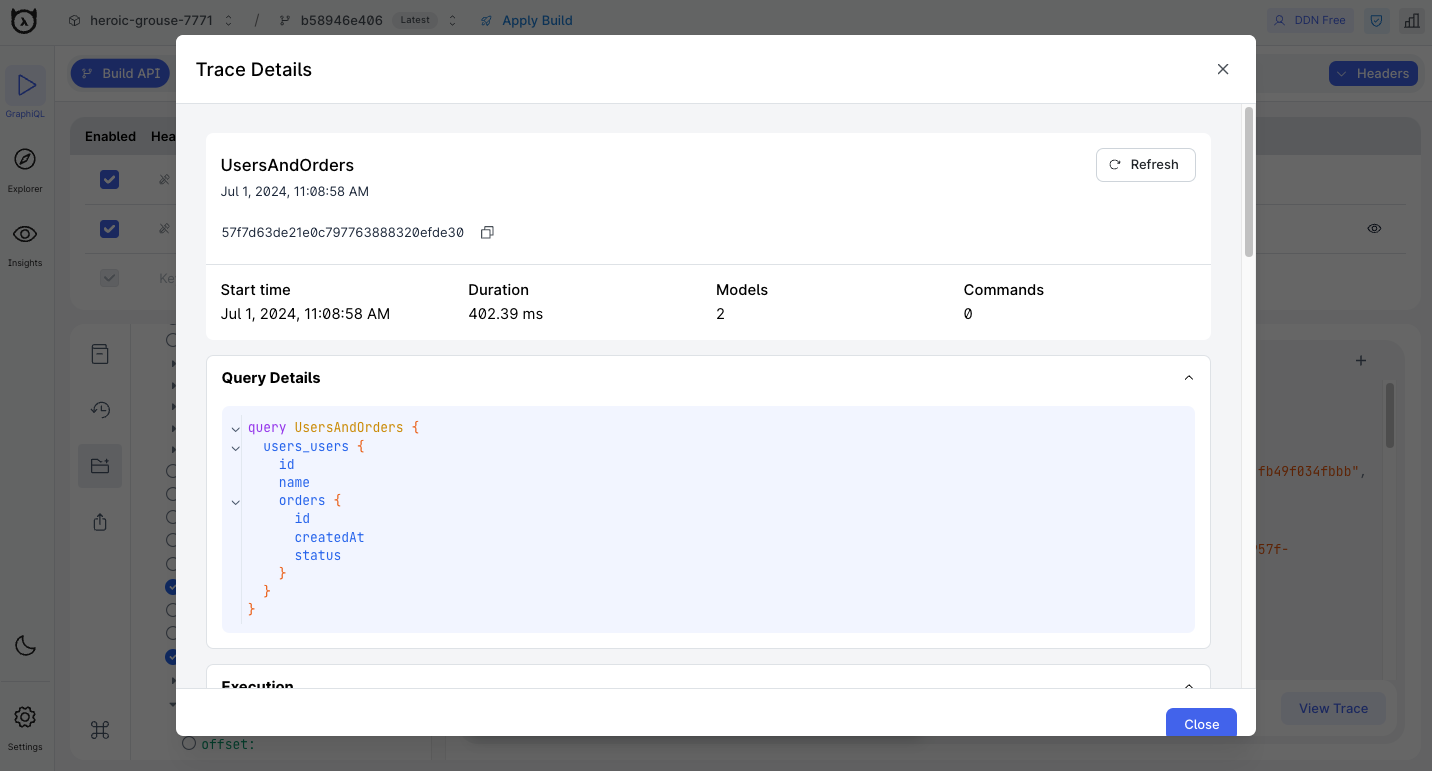 heroic-grouse-7771 / b58946e406 Latest Apply Build DDN Free
Build API Headers
GraphiQL
Enabled
Explorer
Insights
Settings
Trace Details
UsersAndOrders
Refresh
Jul 1, 2024, 11:08:58 AM
57f7d63de21e0c797763888320efde30
Start time Duration Models Commands
Jul 1, 2024, 11:08:58 AM 402.39 ms 2 0
Query Details
query UsersAndOrders {
users_users {
id
name
orders {
id
createdAt
status
}
}
}
Execution
Close
fb49f034fbbb",
57f-
View Trace
offset: